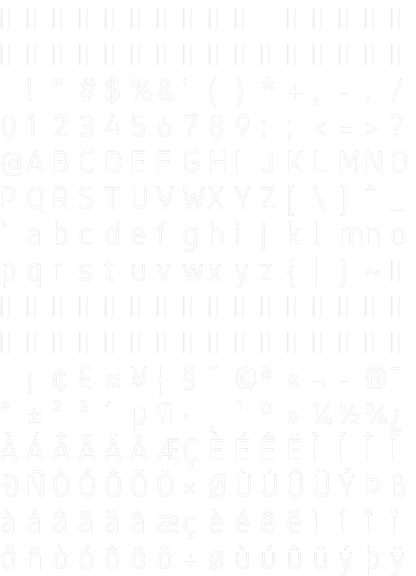 ! " # $ % & ' ( ) * + , - . /
0 1 2 3 4 5 6 7 8 9 : ; < = > ?
@ A B C D E F G H I J K L M N O
P Q R S T U V W X Y Z [ \ ] ^ _
` a b c d e f g h i j k l m n o
p q r s t u v w x y z { | } ~
¡ ¢ £ ¤ ¥ ¦ § ¨ © ª « ¬ - ® ¯
° ± ² ³ ´ µ ¶ · ¸ ¹ º » ¼ ½ ¾ ¿
À Á Â Ã Ä Å Æ Ç È É Ê Ë Ì Í Î Ï
Ð Ñ Ò Ó Ô Õ Ö × Ø Ù Ú Û Ü Ý Þ ß
à á â ã ä å æ ç è é ê ë ì í î ï
ð ñ ò ó ô õ ö ÷ ø ù ú û ü ý þ ÿ